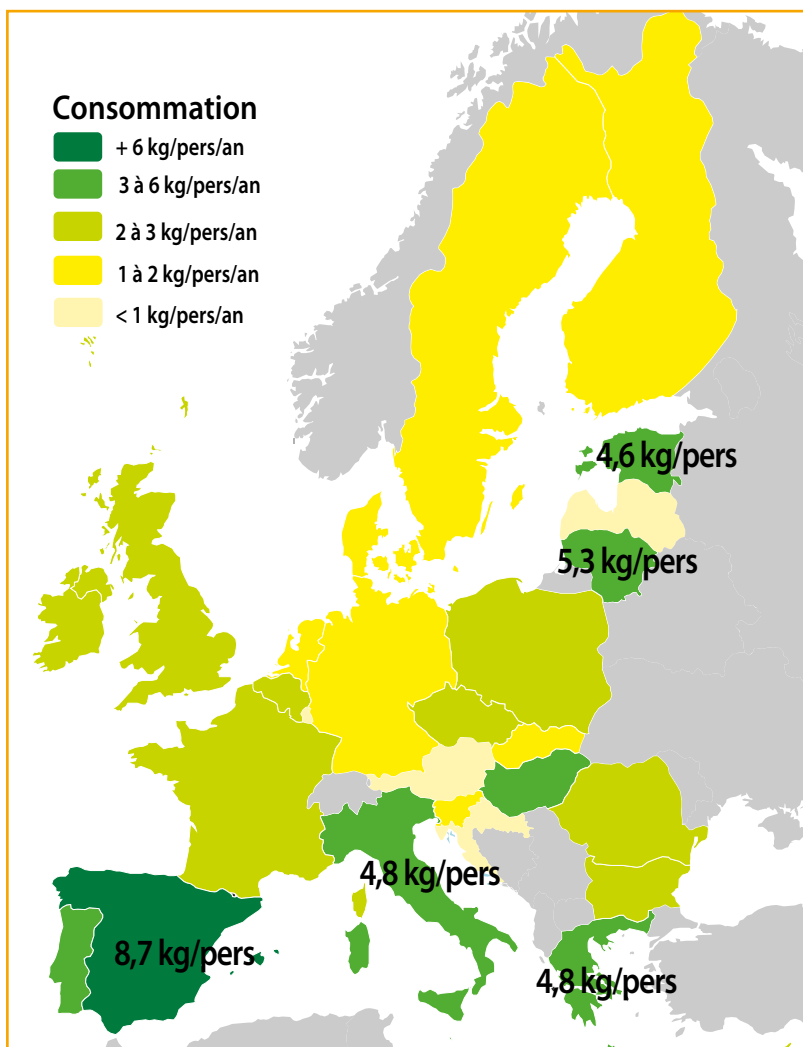 Consommation
+ 6 kg/pers/an
3 à 6 kg/pers/an
2 à 3 kg/pers/an
1 à 2 kg/pers/an
< 1 kg/pers/an
4,6 kg/pers
5,3 kg/pers
4,8 kg/pers
8,7 kg/pers
4,8 kg/pers